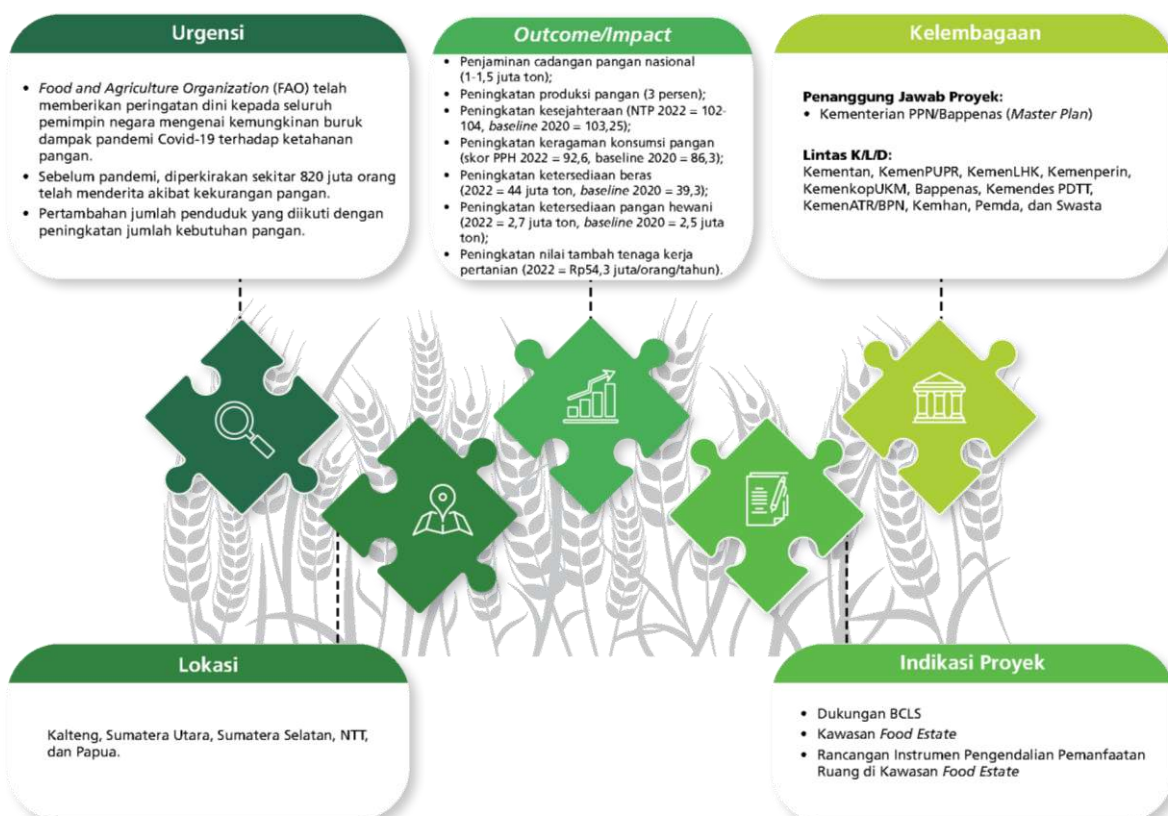 Urgensi
• Food and Agriculture Organization (FAO) telah
memberikan peringatan dini kepada seluruh
pemimpin negara mengenai kemungkinan buruk
dampak pandemi Covid-19 terhadap ketahanan
pangan.
• Sebelum pandemi, diperkirakan sekitar 820 juta orang
telah menderita akibat kekurangan pangan.
• Pertambahan jumlah penduduk yang diikuti dengan
peningkatan jumlah kebutuhan pangan.
Outcome/Impact
• Penjaminan cadangan pangan nasional
(1-1,5 juta ton);
• Peningkatan produksi pangan (3 persen);
• Peningkatan kesejahteraan (NTP 2022 = 102-
104, baseline 2020 = 103,25);
• Peningkatan keragaman konsumsi pangan
(skor PPH 2022 = 92,6, baseline 2020 = 86,3);
• Peningkatan ketersediaan beras
(2022 = 44 juta ton, baseline 2020 = 39,3);
• Peningkatan ketersediaan pangan hewani
(2022 = 2,7 juta ton, baseline 2020 = 2,5 juta
ton);
• Peningkatan nilai tambah tenaga kerja
pertanian (2022 = Rp54,3 juta/orang/tahun).
Kelembagaan
Penanggung Jawab Proyek:
• Kementerian PPN/Bappenas (Master Plan)
Lintas K/L/D:
Kementan, KemenPUPR, KemenLHK, Kemenperin,
KemenkopUKM, Bappenas, Kemendes PDTT,
KemenATR/BPN, Kemhan, Pemda, dan Swasta
Lokasi
Kalteng, Sumatera Utara, Sumatera Selatan, NTT,
dan Papua.
Indikasi Proyek
• Dukungan BCLS
• Kawasan Food Estate
• Rancangan Instrumen Pengendalian Pemanfaatan
Ruang di Kawasan Food Estate